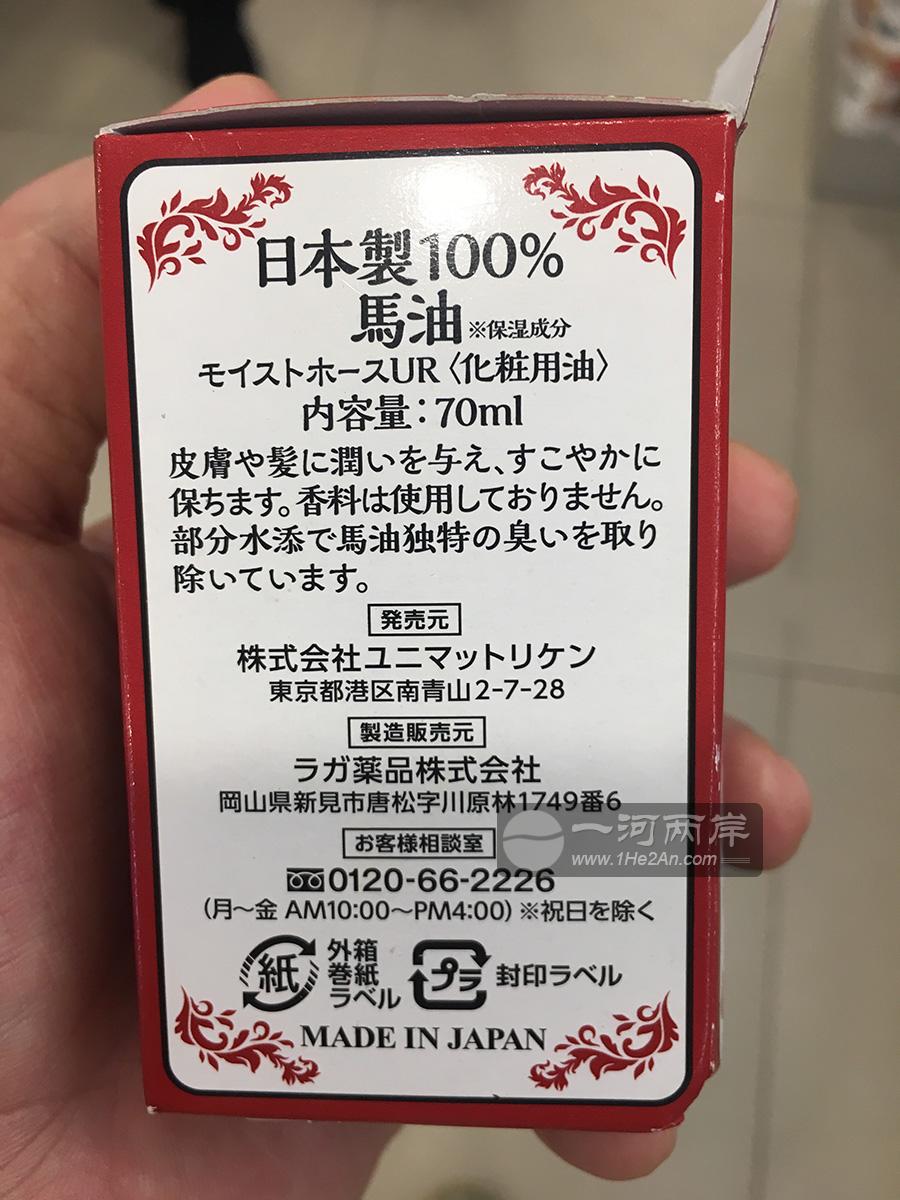 日本製100%
馬油※保湿成分
モイストホースUR〈化粧用油〉
内容量：70ml
皮膚や髪に潤いを与え、すこやかに
保ちます。香料は使用しておりません。
部分水添で馬油独特の臭いを取り
除いています。
発売元
株式会社ユニマットリケン
東京都港区南青山2-7-28
製造販売元
ラガ薬品株式会社
岡山県新見市唐松字川原林1749番6
お客様相談室
0120-66-2226
（月～金 AM10:00～PM4:00）※祝日を除く
紙 外箱
巻紙
ラベル
プラ 封印ラベル
MADE IN JAPAN
一河两岸
www.1He2An.com